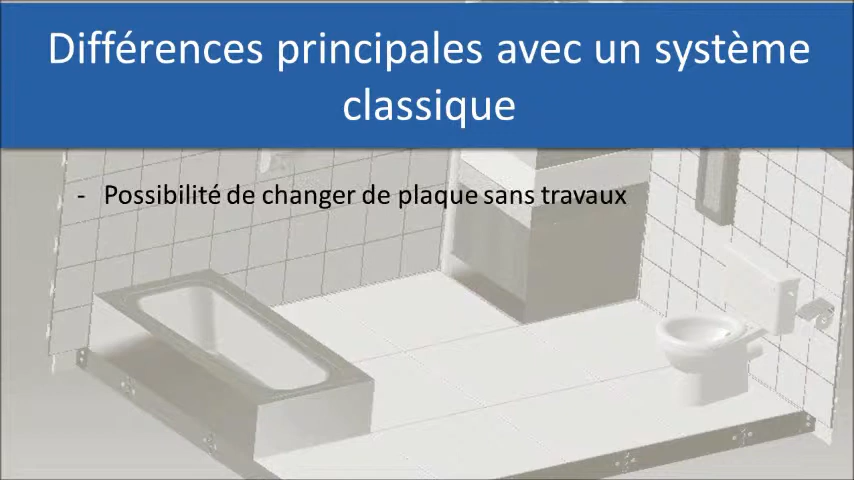 Différences principales avec un système
classique
- Possibilité de changer de plaque sans travaux